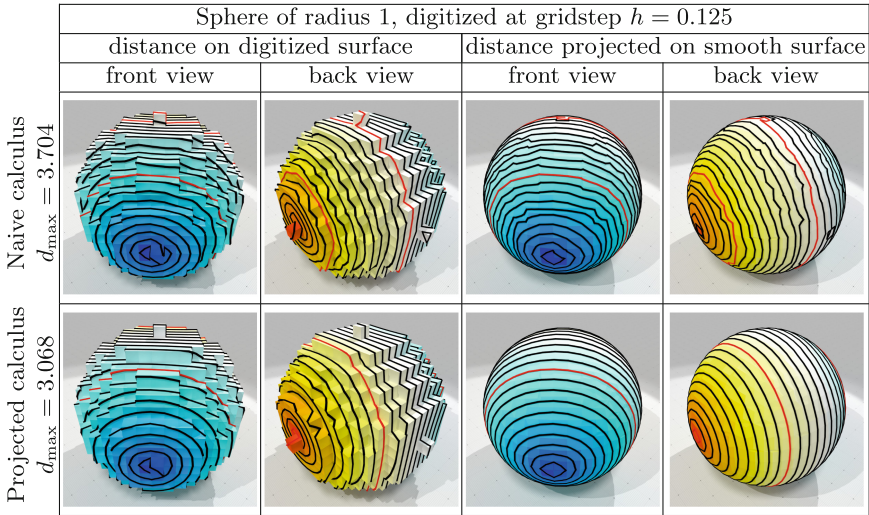 Sphere of radius 1, digitized at gridstep h = 0.125
distance on digitized surface
distance projected on smooth surface
front view
back view
front view
back view
Naive calculus
d_max = 3.704
Projected calculus
d_max = 3.068